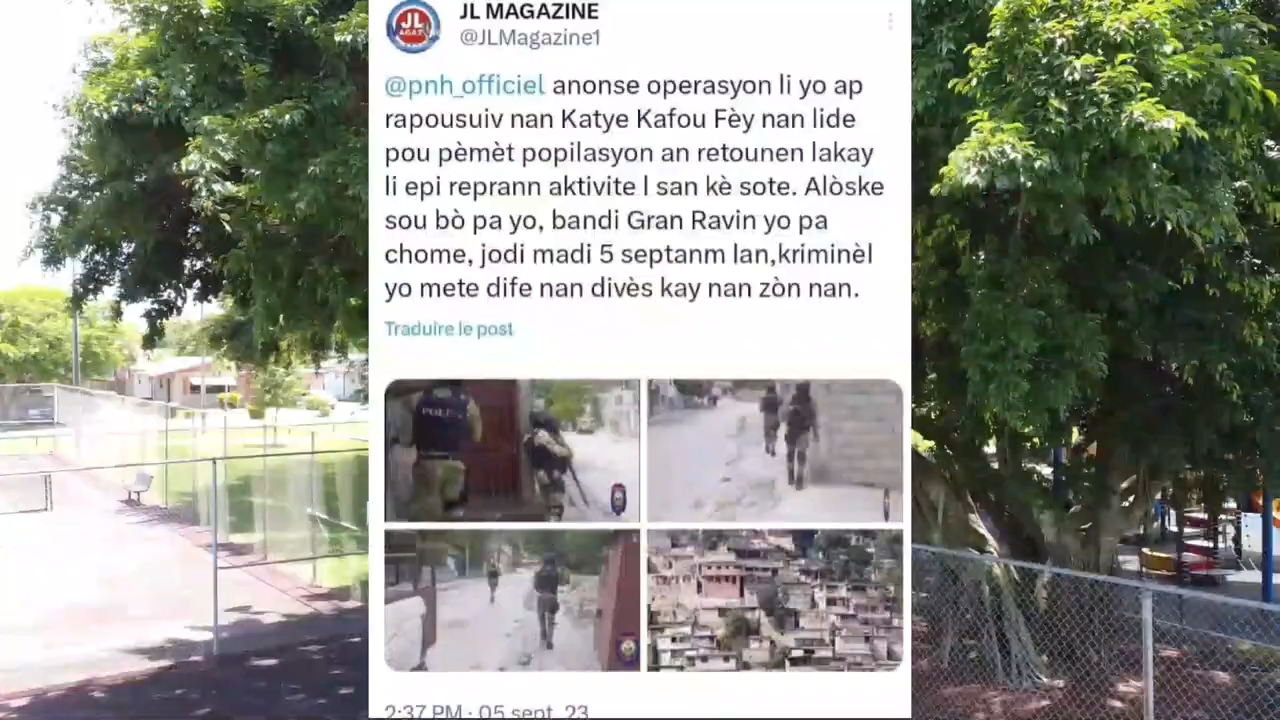 JL MAGAZINE
@JLMagazine1
@pnh_officiel anonse operasyon li yo ap
rapousuiv nan Katye Kafou Fèy nan lide
pou pèmèt popilasyon an retounen lakay
li epi reprann aktivite l san kè sote. Alòske
sou bò pa yo, bandi Gran Ravin yo pa
chome, jodi madi 5 septanm lan,kriminèl
yo mete dife nan divès kay nan zòn nan.
Traduire le post
POLICE
2:37 PM · 05 sept. 23